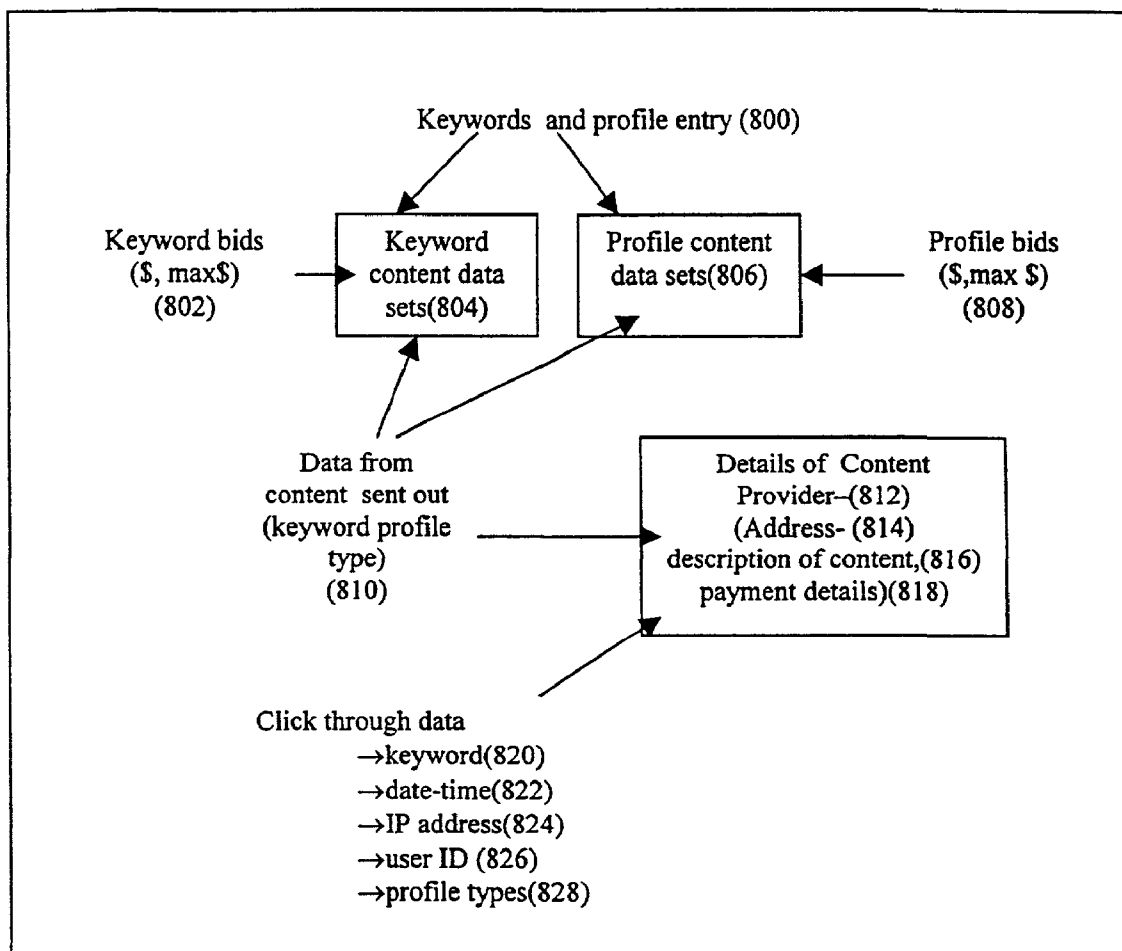 Keywords and profile entry (800)
Keyword bids
($, max$)
(802)
Keyword
content data
sets(804)
Profile content
data sets(806)
Profile bids
($,max $)
(808)
Data from
content sent out
(keyword profile
type)
(810)
Details of Content
Provider–(812)
(Address- (814)
description of content,(816)
payment details)(818)
Click through data
→keyword(820)
→date-time(822)
→IP address(824)
→user ID (826)
→profile types(828)